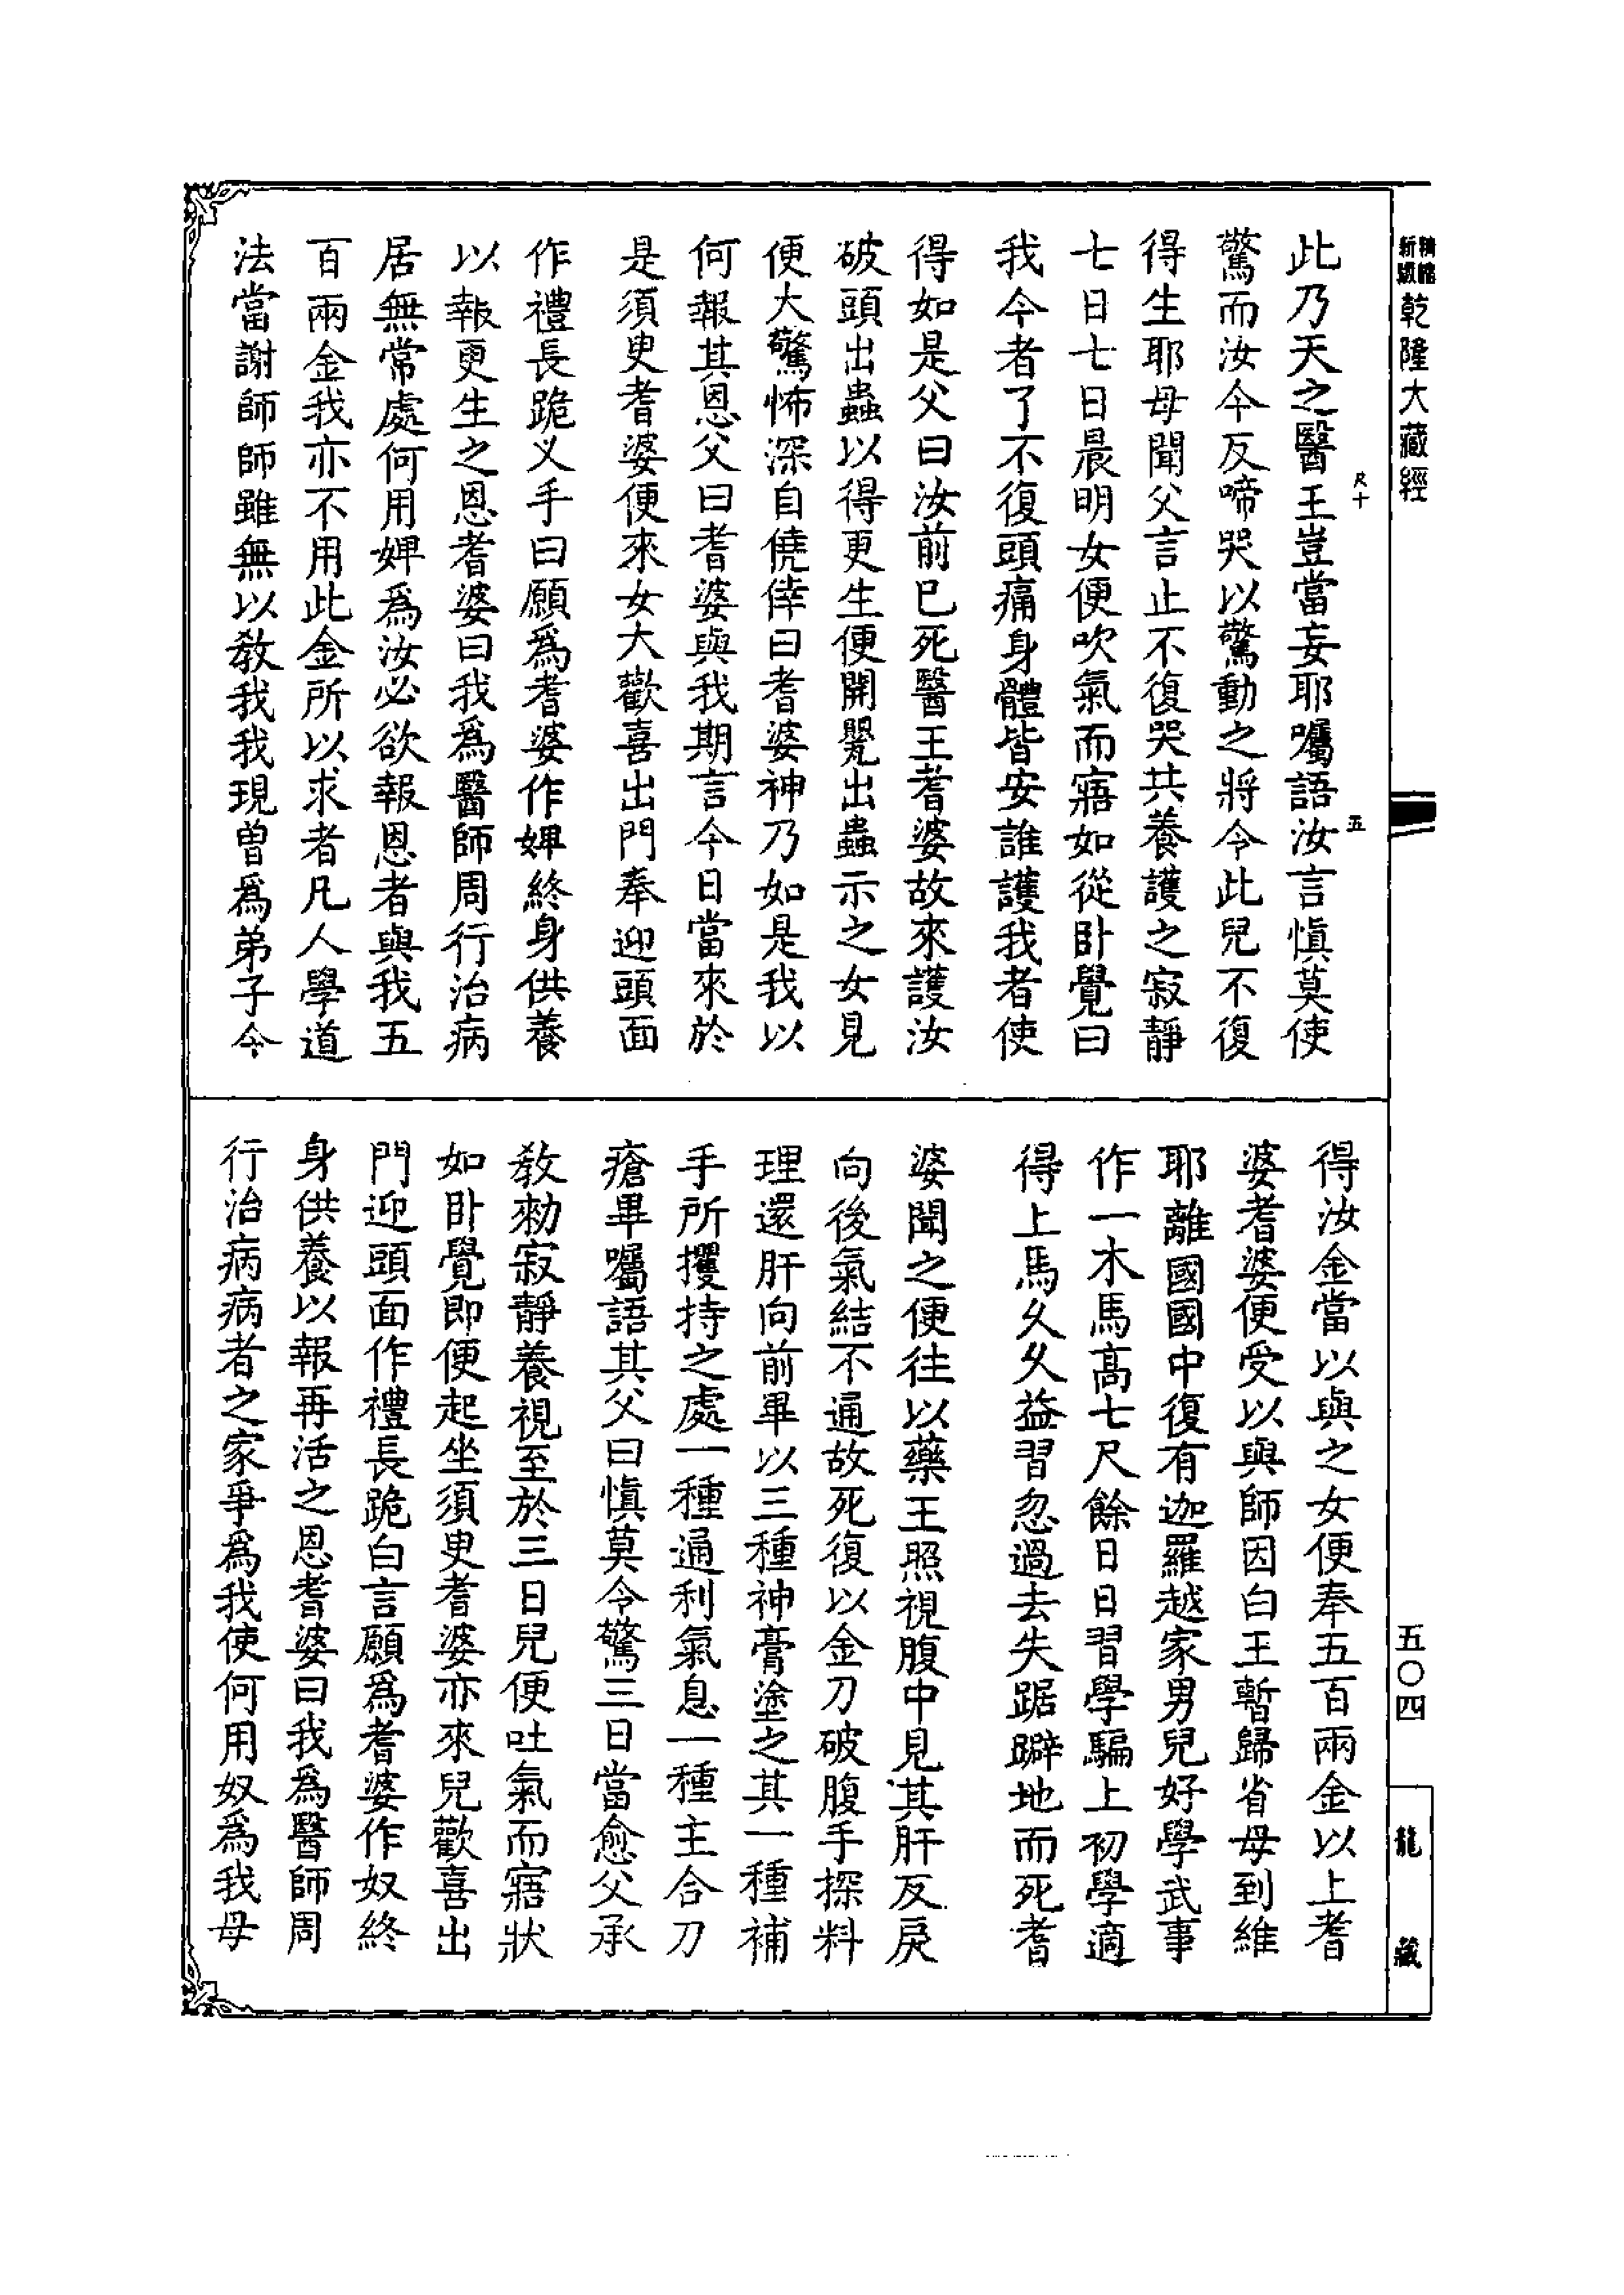 乾隆大藏經
尺十
五
此乃天之醫王豈當妄耶囑語汝言愼莫使
驚而汝今反啼哭以驚動之將令此兒不復
得生耶母聞父言止不復哭共養護之寂靜
七日七日晨明女便吹氣而寤如從卧覺曰
我今者了不復頭痛身體皆安誰護我者使
得如是父曰汝前已死醫王耆婆故來護汝
破頭出蟲以得更生便開甖出蟲示之女見
便大驚怖深自僥倖曰耆婆神乃如是我以
何報其恩父曰耆婆與我期言今日當來於
是須臾耆婆便來女大歡喜出門奉迎頭面
作禮長跪义手曰願爲耆婆作婢終身供養
以報更生之恩耆婆曰我爲醫師周行治病
居無常處何用婢爲汝必欲報恩者與我五
百兩金我亦不用此金所以求者凡人學道
法當謝師師雖無以敎我我現曾爲弟子今
得汝金當以與之女便奉五百兩金以上耆
婆耆婆便受以與師因白王暫歸省母到維
耶離國國中復有迦羅越家男兒好學武事
作一木馬高七尺餘日日習學騙上初學適
得上馬久久益習忽過去失踞躃地而死耆
婆聞之便往以藥王照視腹中見其肝反戾
向後氣結不通故死復以金刀破腹手探料
理還肝向前畢以三種神膏塗之其一種補
手所攫持之處一種通利氣息一種主合刀
瘡畢囑語其父曰愼莫令驚三日當愈父承
敎勑寂靜養視至於三日兒便吐氣而寤狀
如卧覺即便起坐須臾耆婆亦來兒歡喜出
門迎頭面作禮長跪白言願爲耆婆作奴終
身供養以報再活之恩耆婆曰我爲醫師周
行治病病者之家爭爲我使何用奴爲我母
五〇四
龍藏